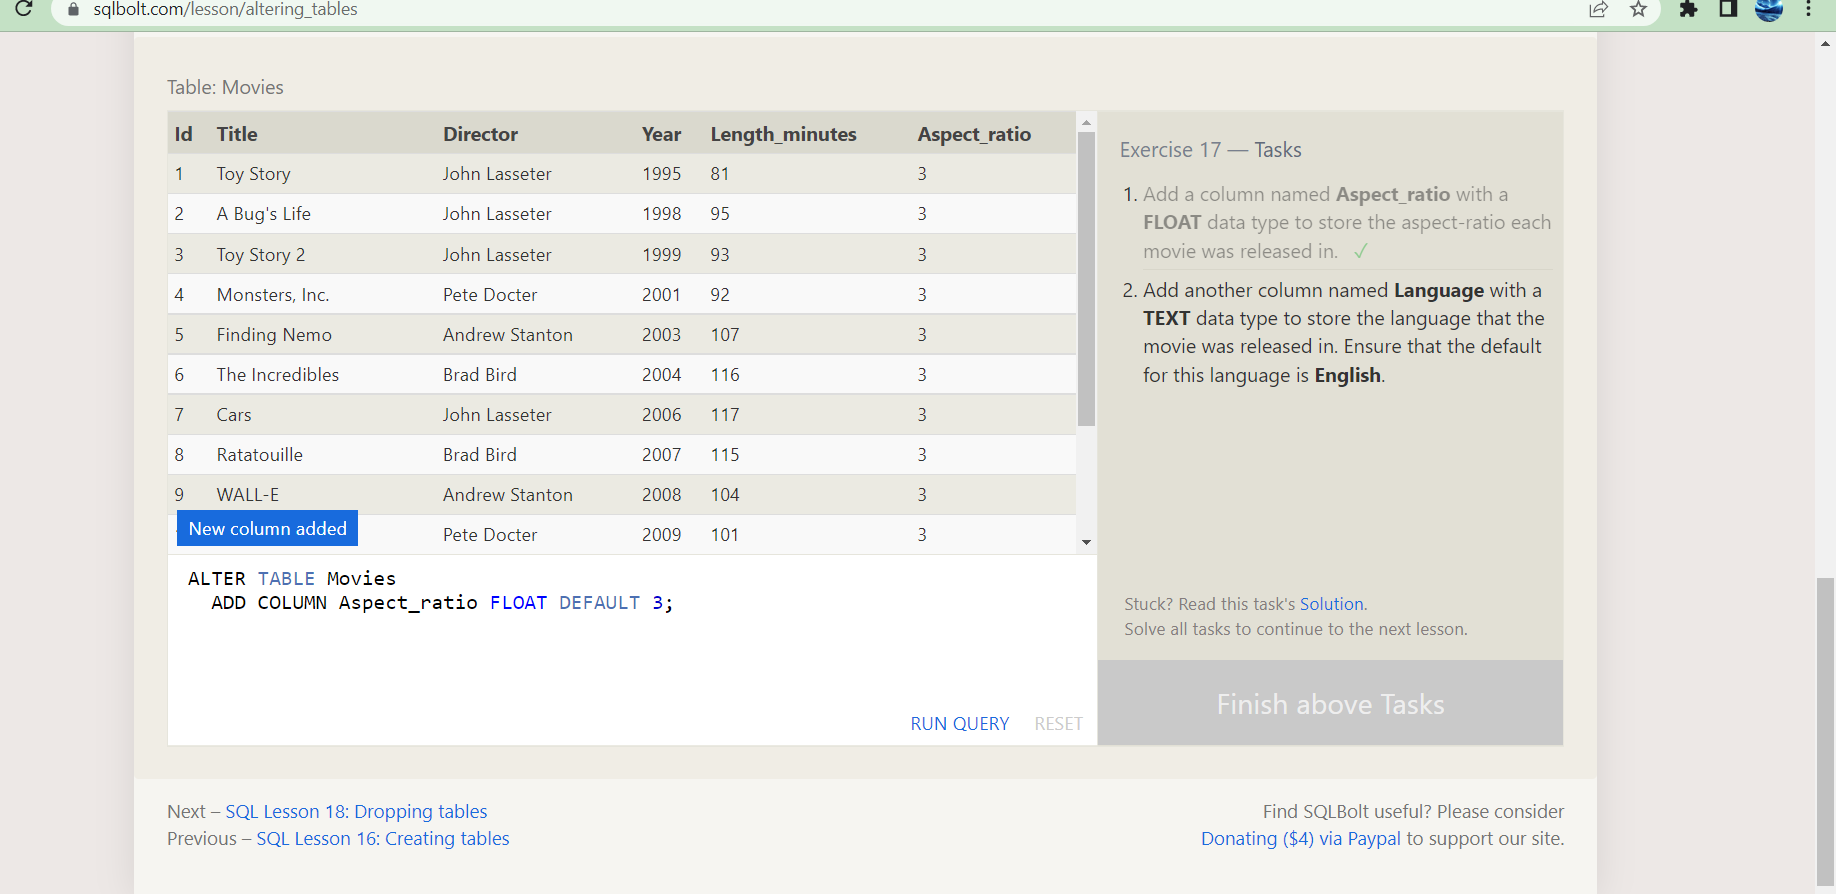 sqlbolt.com/lesson/altering_tables
Table: Movies
Id Title Director Year Length_minutes Aspect_ratio
1 Toy Story John Lasseter 1995 81 3
2 A Bug's Life John Lasseter 1998 95 3
3 Toy Story 2 John Lasseter 1999 93 3
4 Monsters, Inc. Pete Docter 2001 92 3
5 Finding Nemo Andrew Stanton 2003 107 3
6 The Incredibles Brad Bird 2004 116 3
7 Cars John Lasseter 2006 117 3
8 Ratatouille Brad Bird 2007 115 3
9 WALL-E Andrew Stanton 2008 104 3
Pete Docter 2009 101 3
New column added
ALTER TABLE Movies
ADD COLUMN Aspect_ratio FLOAT DEFAULT 3;
RUN QUERY RESET
Exercise 17 — Tasks
1. Add a column named Aspect_ratio with a
FLOAT data type to store the aspect-ratio each
movie was released in. ✓
2. Add another column named Language with a
TEXT data type to store the language that the
movie was released in. Ensure that the default
for this language is English.
Stuck? Read this task's Solution.
Solve all tasks to continue to the next lesson.
Finish above Tasks
Next – SQL Lesson 18: Dropping tables
Previous – SQL Lesson 16: Creating tables
Find SQLBolt useful? Please consider
Donating ($4) via Paypal to support our site.